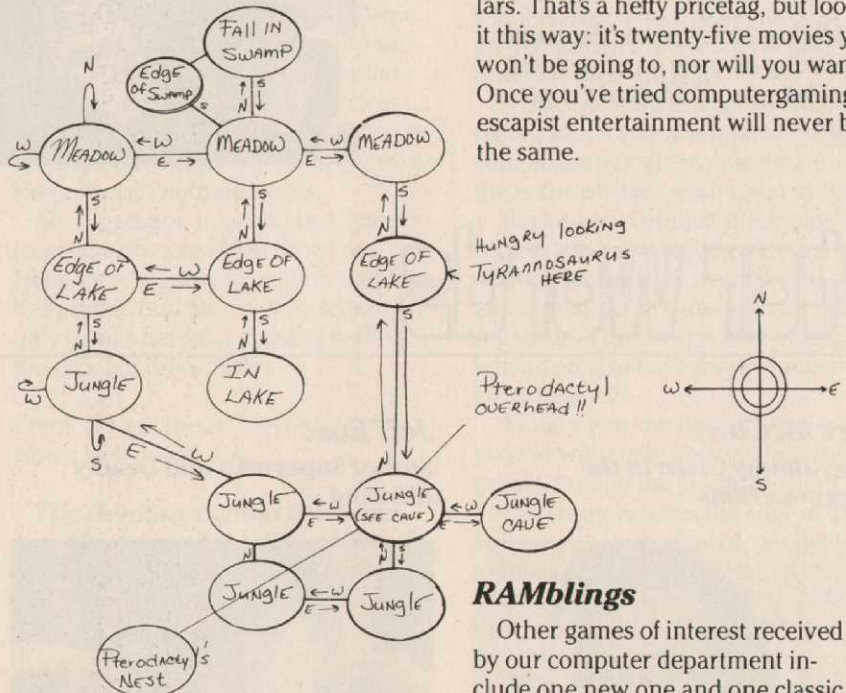 FALL IN
SWAMP
Edge
of Swamp
N
↑ ↓
N S
S
W
MEADOW
← W
E →
MEADOW
← W
E →
MEADOW
S
↑ ↓
N
S
↑ ↓
N
S
↑ ↓
N
Edge of
LAKE
← W
E →
Edge of
LAKE
Edge of
LAKE
Hungry looking
TYRANNOSAURUS
HERE
S
↑ ↓
N
S
↑ ↓
N
S
N
Jungle
W
S
IN
LAKE
Pterodactyl
OVERhead !!
N
W
E
S
E
W
Jungle
← W
E →
Jungle
(SEE CAVE)
← W
E →
Jungle
CAVE
N
N S
Jungle
← W
E →
Jungle
Pterodactyl's
NEST
lars. That's a hefty pricetag, but loo
it this way: it's twenty-five movies y
won't be going to, nor will you wan
Once you've tried computergaming
escapist entertainment will never b
the same.
RAMblings
Other games of interest received
by our computer department in-
clude one new one and one classic